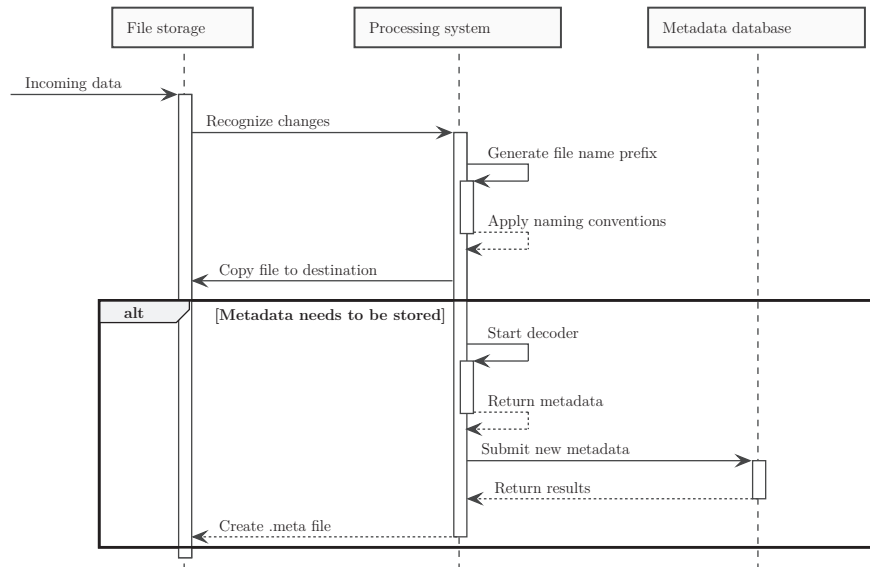 File storage
Processing system
Metadata database
Incoming data
Recognize changes
Generate file name prefix
Apply naming conventions
Copy file to destination
alt
[Metadata needs to be stored]
Start decoder
Return metadata
Submit new metadata
Return results
Create .meta file